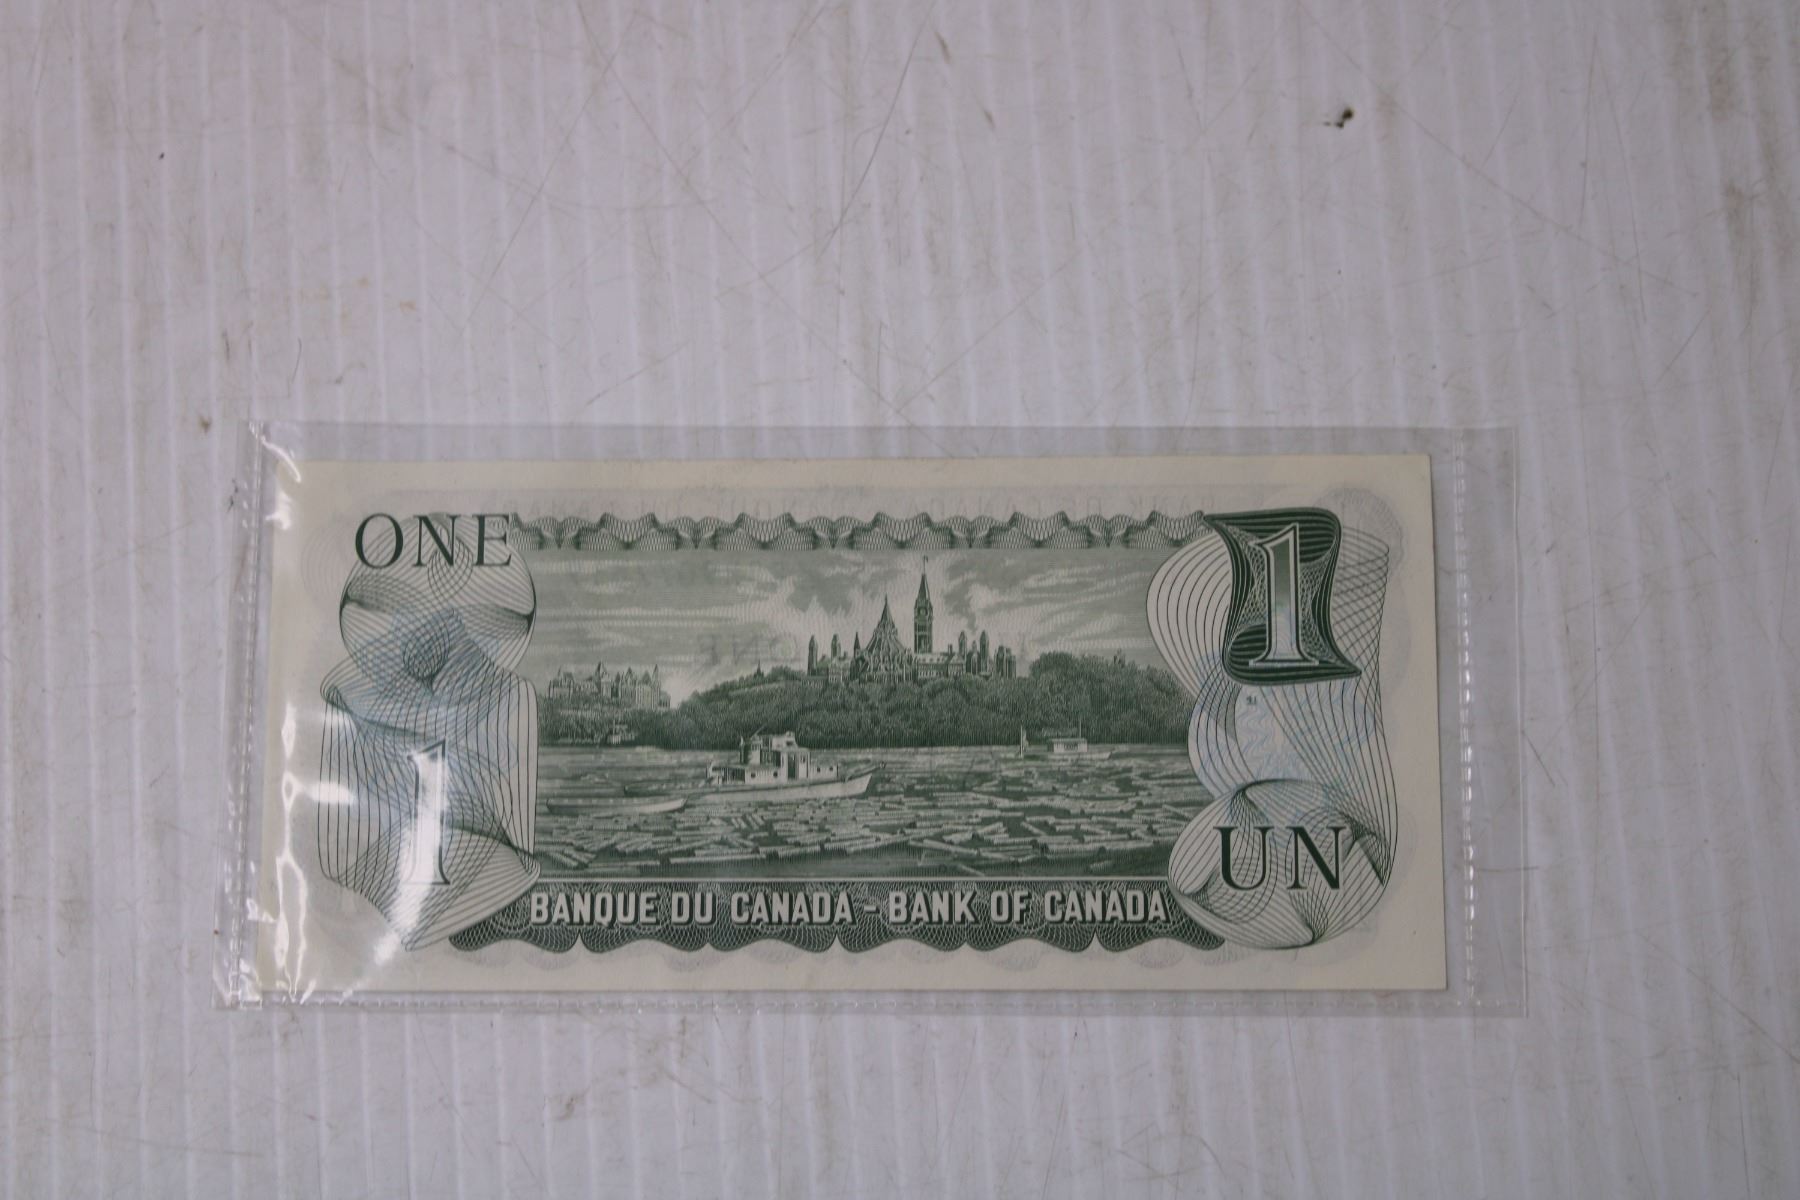 ONE
1
1
UN
BANQUE DU CANADA - BANK OF CANADA